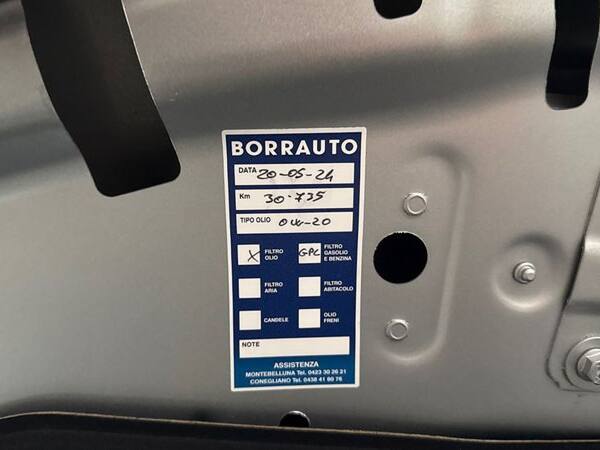 BORRAUTO
DATA 20-05-24
Km 30.735
TIPO OLIO 0W-20
X FILTRO OLIO
GPL FILTRO GASOLIO E BENZINA
FILTRO ARIA
FILTRO ABITACOLO
CANDELE
OLIO FRENI
NOTE
ASSISTENZA
MONTEBELLUNA Tel. 0423 30 26 21
CONEGLIANO Tel. 0438 41 80 76